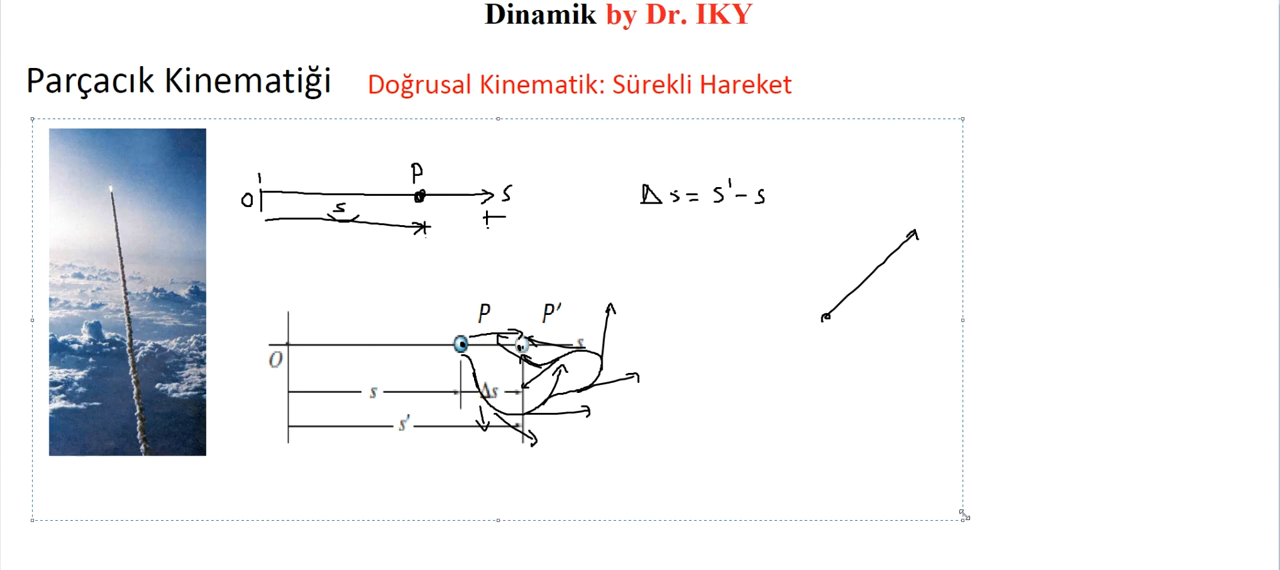 Dinamik by Dr. IKY
Parçacık Kinematiği Doğrusal Kinematik: Sürekli Hareket
P
O s S
+
Δs = s' - s
P P'
O s
s Δs
s'